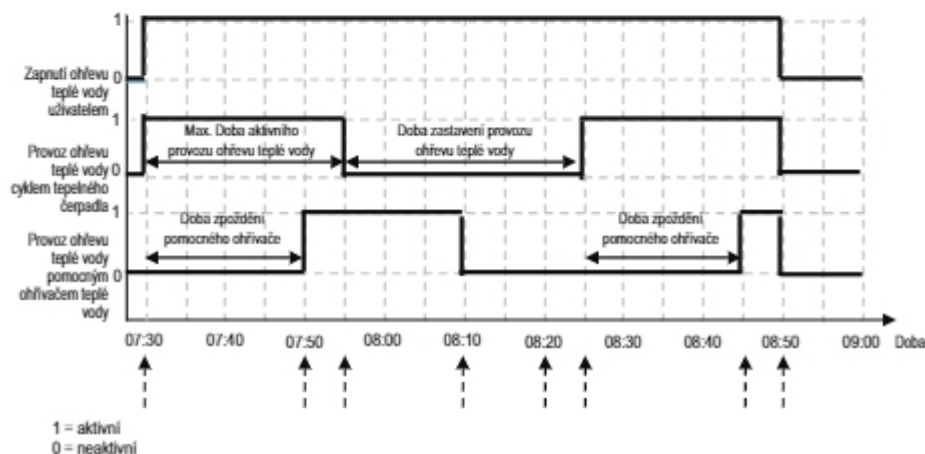 1
Zapnutí ohřevu 0
teplé vody
uživatelem
1
Max. Doba aktivního
provozu ohřevu teplé vody
Doba zastavení provozu
ohřevu teplé vody
Provoz ohřevu
teplé vody 0
cyklem tepelného
čerpadla
1
Doba zpoždění
pomocného ohřívače
Doba zpoždění
pomocného ohřívače
Provoz ohřevu
teplé vody
pomocným 0
ohřívačem teplé
vody
07:30 07:40 07:50 08:00 08:10 08:20 08:30 08:40 08:50 09:00 Doba
1 = aktivní
0 = neaktivní